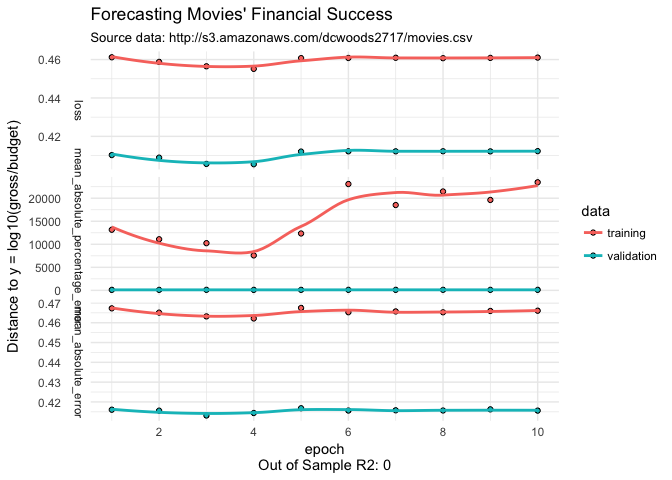 Forecasting Movies' Financial Success
Source data: http://s3.amazonaws.com/dcwoods2717/movies.csv
Distance to y = log10(gross/budget)
loss
0.46
0.44
0.42
mean_absolute_percentage_error
20000
15000
10000
5000
0
mean_absolute_error
0.47
0.46
0.45
0.44
0.43
0.42
2 4 6 8 10
epoch
Out of Sample R2: 0
data
training
validation